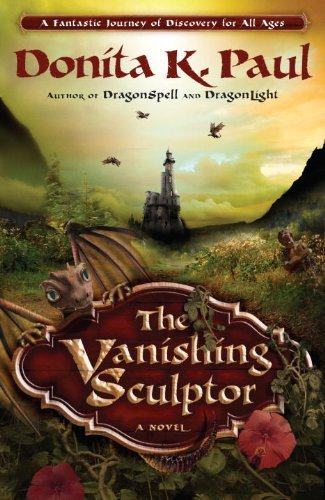 A Fantastic Journey of Discovery for All Ages
Donita K. Paul
Author of DragonSpell and DragonLight
The
Vanishing
Sculptor
A NOVEL